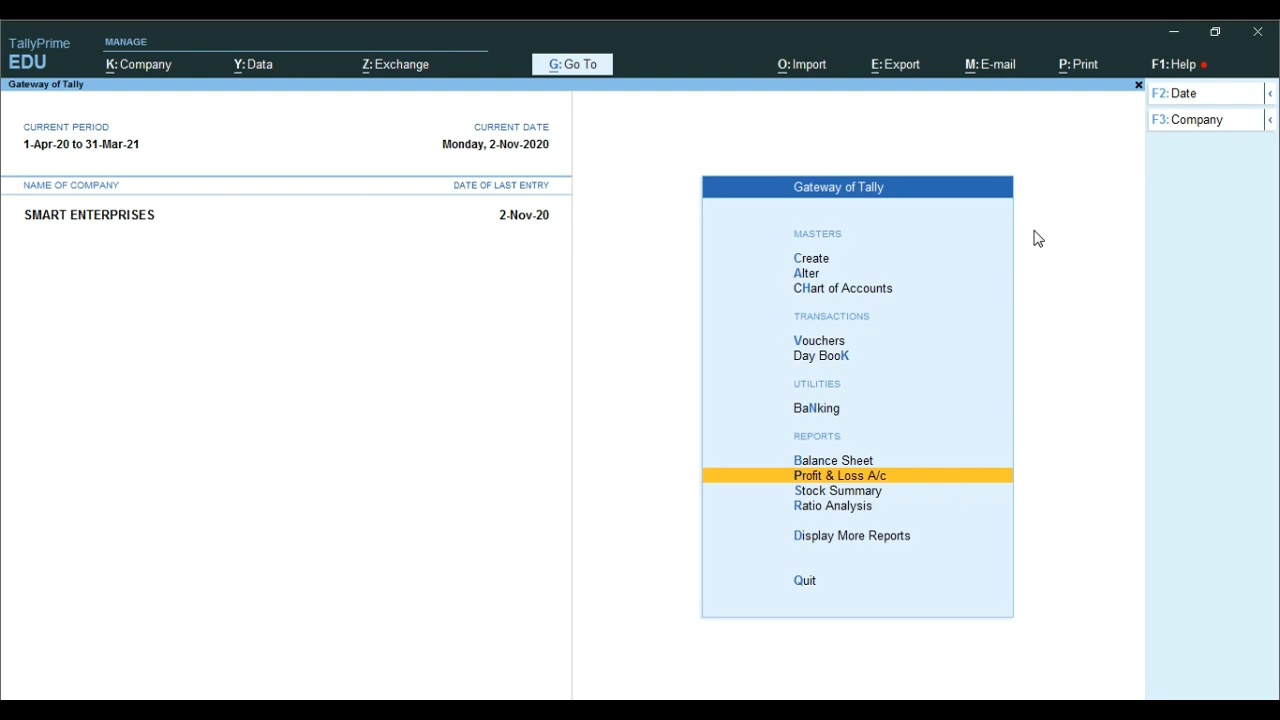 TallyPrime
EDU
MANAGE
K: Company
Y: Data
Z: Exchange
G: Go To
O: Import
E: Export
M: E-mail
P: Print
F1: Help
Gateway of Tally
F2: Date
F3: Company
CURRENT PERIOD
CURRENT DATE
1-Apr-20 to 31-Mar-21
Monday, 2-Nov-2020
NAME OF COMPANY
DATE OF LAST ENTRY
SMART ENTERPRISES
2-Nov-20
Gateway of Tally
MASTERS
Create
Alter
CHart of Accounts
TRANSACTIONS
Vouchers
Day BooK
UTILITIES
BaNking
REPORTS
Balance Sheet
Profit & Loss A/c
Stock Summary
Ratio Analysis
Display More Reports
Quit